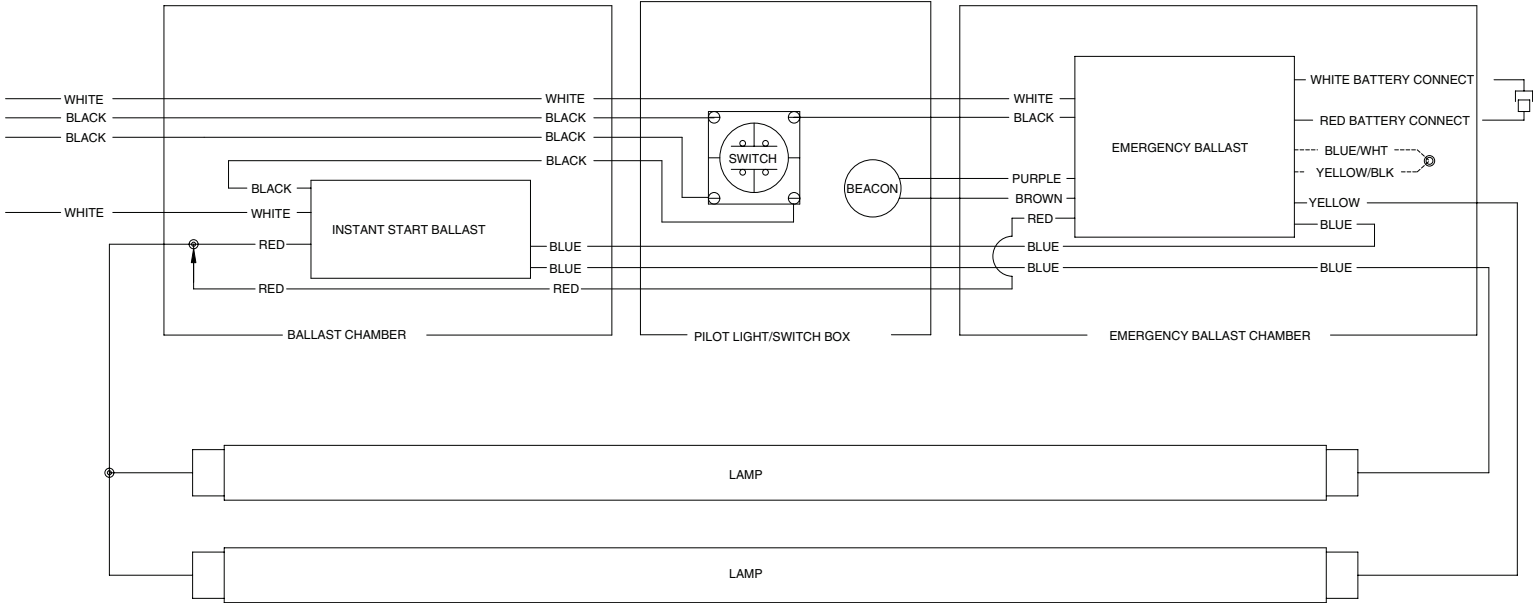 WHITE WHITE WHITE
BLACK BLACK BLACK
BLACK BLACK
BLACK
BLACK
WHITE WHITE
RED
RED RED
INSTANT START BALLAST
BLUE BLUE
BLUE BLUE BLUE
BALLAST CHAMBER
SWITCH
BEACON
PILOT LIGHT/SWITCH BOX
PURPLE
BROWN
RED
EMERGENCY BALLAST
WHITE BATTERY CONNECT
RED BATTERY CONNECT
BLUE/WHT
YELLOW/BLK
YELLOW
BLUE
EMERGENCY BALLAST CHAMBER
LAMP
LAMP